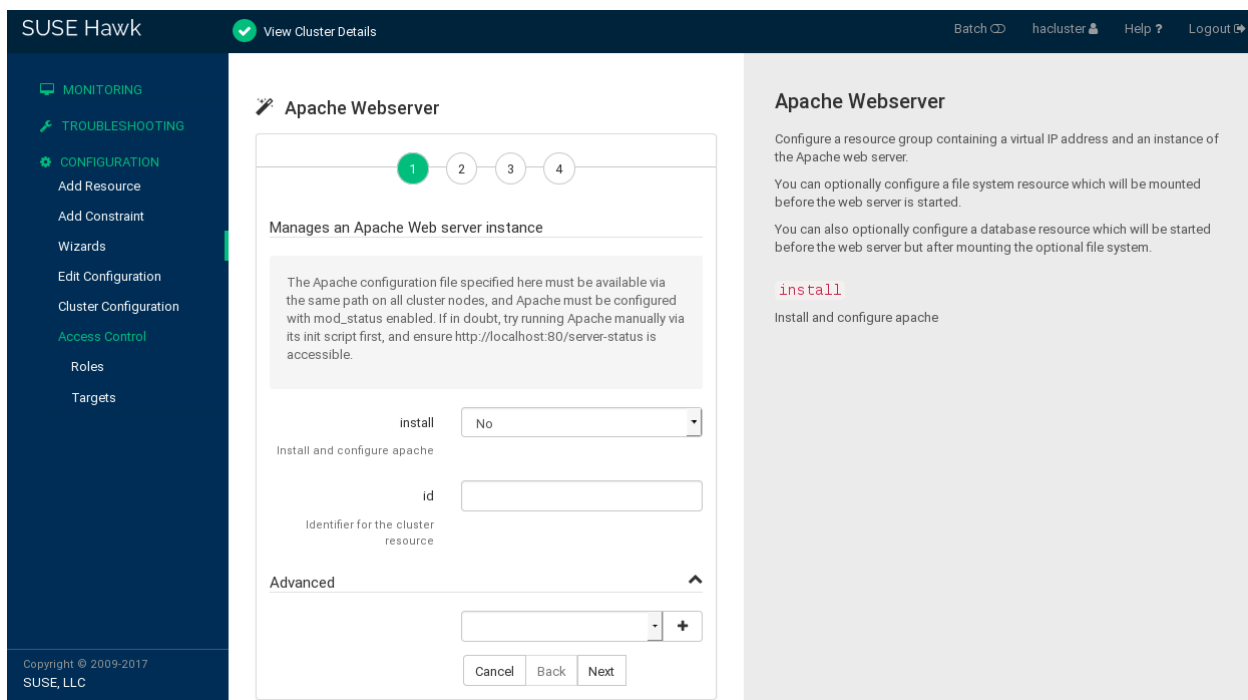 SUSE Hawk
View Cluster Details
Batch
hacluster
Help ?
Logout
MONITORING
TROUBLESHOOTING
CONFIGURATION
Add Resource
Add Constraint
Wizards
Edit Configuration
Cluster Configuration
Access Control
Roles
Targets
Copyright © 2009-2017
SUSE, LLC
Apache Webserver
1
2
3
4
Manages an Apache Web server instance
The Apache configuration file specified here must be available via
the same path on all cluster nodes, and Apache must be configured
with mod_status enabled. If in doubt, try running Apache manually via
its init script first, and ensure http://localhost:80/server-status is
accessible.
install
No
Install and configure apache
id
Identifier for the cluster
resource
Advanced
Cancel
Back
Next
Apache Webserver
Configure a resource group containing a virtual IP address and an instance of
the Apache web server.
You can optionally configure a file system resource which will be mounted
before the web server is started.
You can also optionally configure a database resource which will be started
before the web server but after mounting the optional file system.
install
Install and configure apache